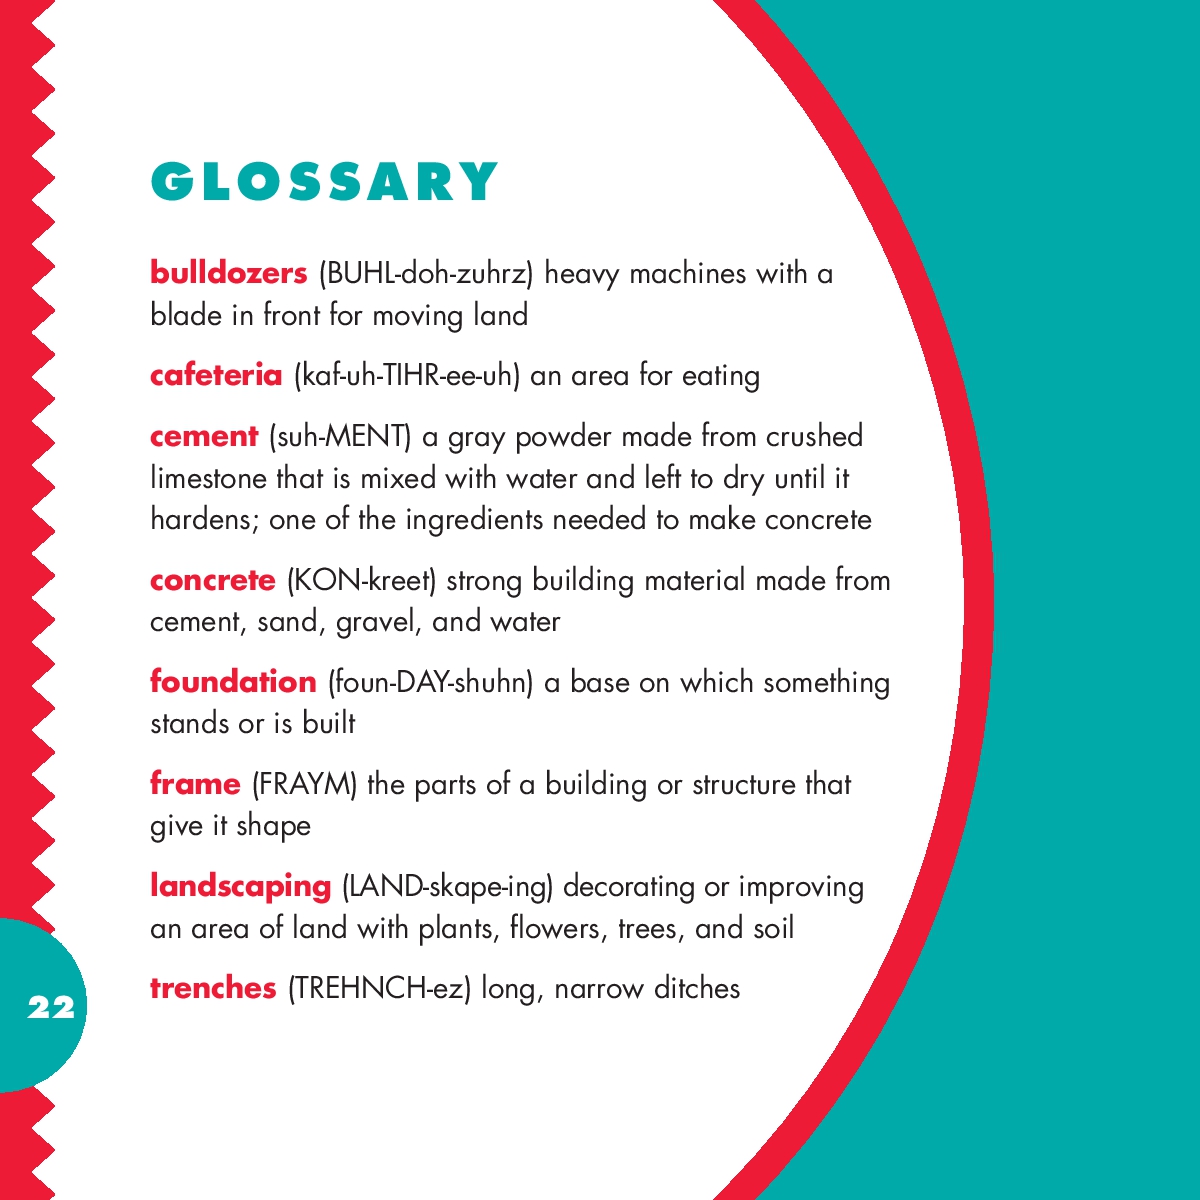 GLOSSARY
bulldozers (BUHL-doh-zuhrz) heavy machines with a
blade in front for moving land
cafeteria (kaf-uh-TIHR-ee-uh) an area for eating
cement (suh-MENT) a gray powder made from crushed
limestone that is mixed with water and left to dry until it
hardens; one of the ingredients needed to make concrete
concrete (KON-kreet) strong building material made from
cement, sand, gravel, and water
foundation (foun-DAY-shuhn) a base on which something
stands or is built
frame (FRAYM) the parts of a building or structure that
give it shape
landscaping (LAND-skape-ing) decorating or improving
an area of land with plants, flowers, trees, and soil
trenches (TREHNCH-ez) long, narrow ditches
22